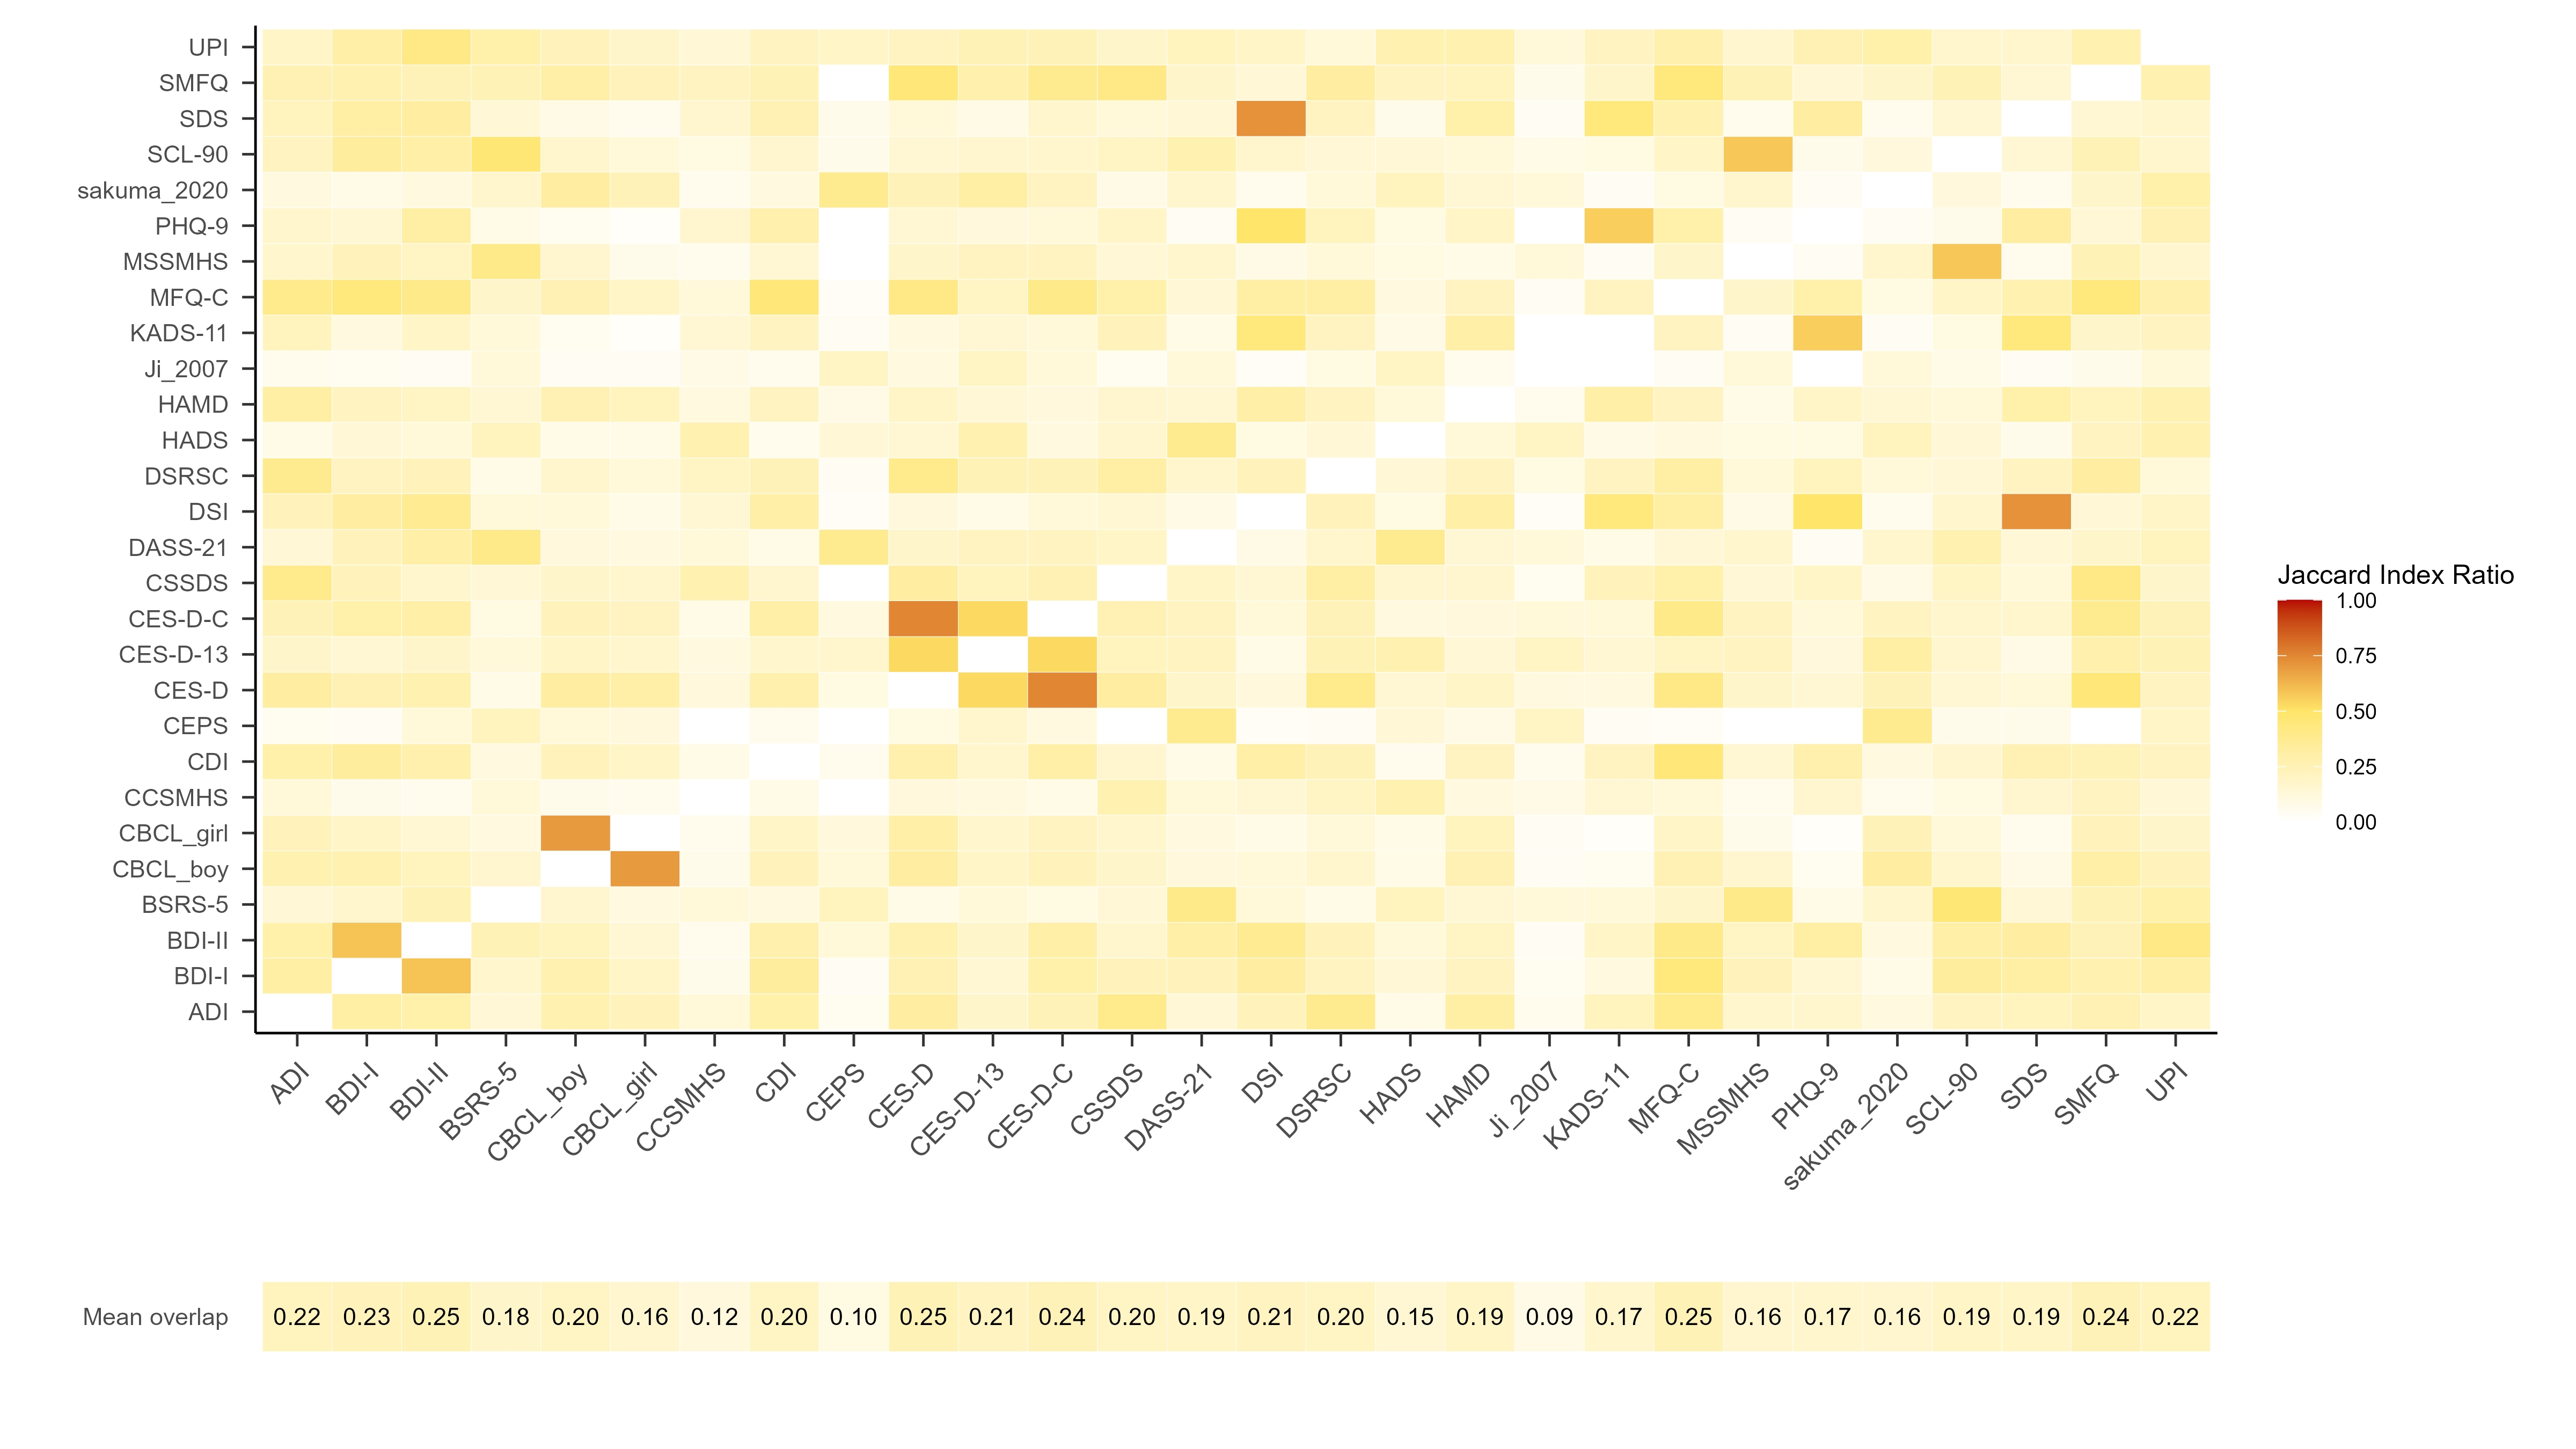 UPI
SMFQ
SDS
SCL-90
sakuma_2020
PHQ-9
MSSMHS
MFQ-C
KADS-11
Ji_2007
HAMD
HADS
DSRSC
DSI
DASS-21
CSSDS
CES-D-C
CES-D-13
CES-D
CEPS
CDI
CCSMHS
CBCL_girl
CBCL_boy
BSRS-5
BDI-II
BDI-I
ADI
ADI BDI-I BDI-II BSRS-5 CBCL_boy CBCL_girl CCSMHS CDI CEPS CES-D CES-D-13 CES-D-C CSSDS DASS-21 DSI DSRSC HADS HAMD Ji_2007 KADS-11 MFQ-C MSSMHS PHQ-9 sakuma_2020 SCL-90 SDS SMFQ UPI
Jaccard Index Ratio
1.00
0.75
0.50
0.25
0.00
Mean overlap 0.22 0.23 0.25 0.18 0.20 0.16 0.12 0.20 0.10 0.25 0.21 0.24 0.20 0.19 0.21 0.20 0.15 0.19 0.09 0.17 0.25 0.16 0.17 0.16 0.19 0.19 0.24 0.22